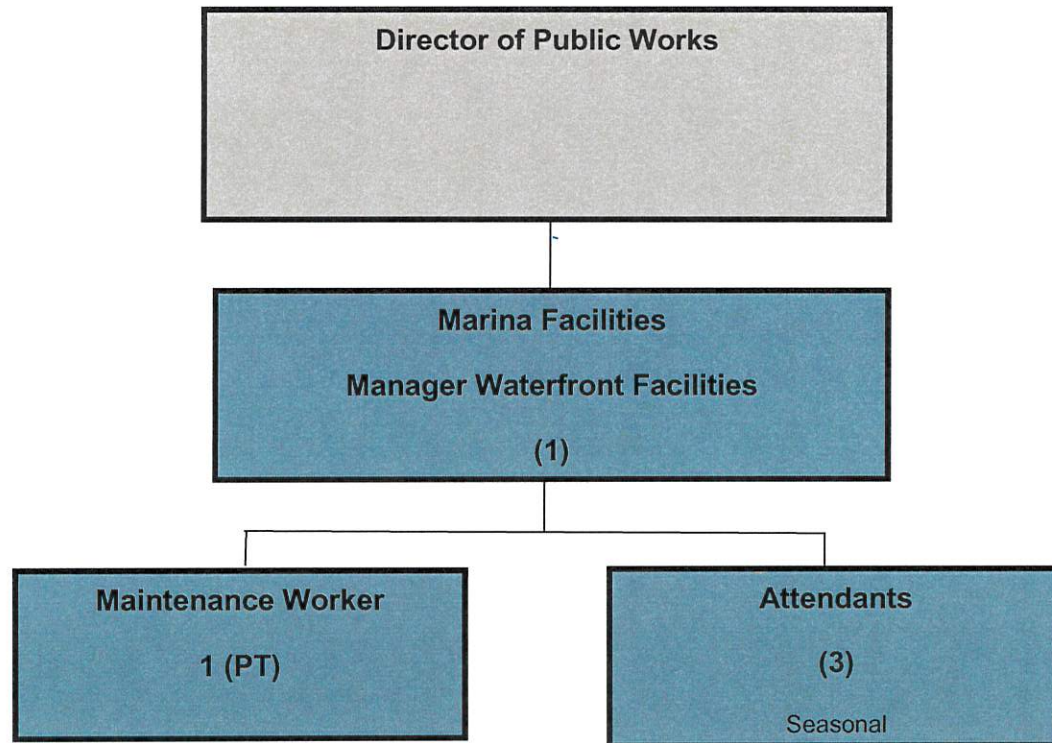 Director of Public Works
Marina Facilities
Manager Waterfront Facilities
(1)
Maintenance Worker
1 (PT)
Attendants
(3)
Seasonal